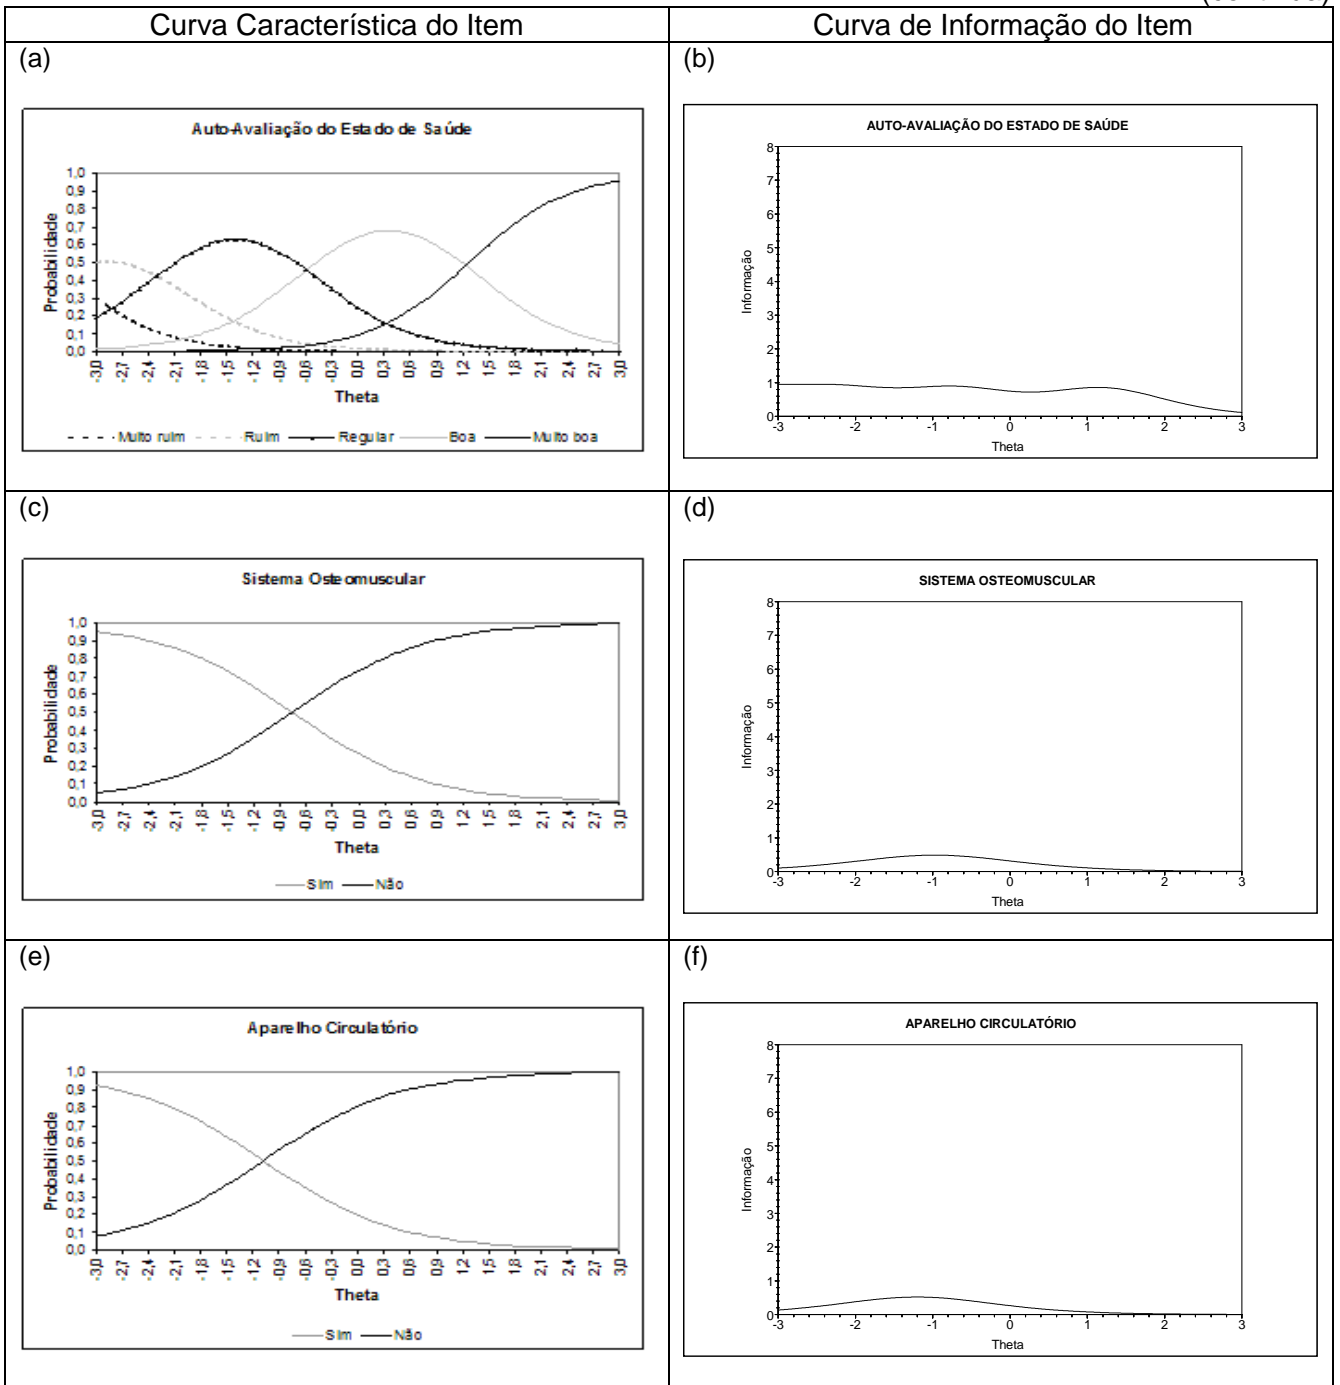 Curva Característica do Item
Curva de Informação do Item
(a)
(b)
Auto-Avaliação do Estado de Saúde
Probabilidade
1,0
0,9
0,8
0,7
0,6
0,5
0,4
0,3
0,2
0,1
0,0
-3,0 -2,7 -2,4 -2,1 -1,8 -1,5 -1,2 -0,9 -0,6 -0,3 0,0 0,3 0,6 0,9 1,2 1,5 1,8 2,1 2,4 2,7 3,0
Theta
Muito ruim Ruim Regular Boa Muito boa
AUTO-AVALIAÇÃO DO ESTADO DE SAÚDE
Informação
8
7
6
5
4
3
2
1
0
-3 -2 -1 0 1 2 3
Theta
(c)
(d)
Sistema Osteomuscular
Probabilidade
1,0
0,9
0,8
0,7
0,6
0,5
0,4
0,3
0,2
0,1
0,0
-3,0 -2,7 -2,4 -2,1 -1,8 -1,5 -1,2 -0,9 -0,6 -0,3 0,0 0,3 0,6 0,9 1,2 1,5 1,8 2,1 2,4 2,7 3,0
Theta
Sim Não
SISTEMA OSTEOMUSCULAR
Informação
8
7
6
5
4
3
2
1
0
-3 -2 -1 0 1 2 3
Theta
(e)
(f)
Aparelho Circulatório
Probabilidade
1,0
0,9
0,8
0,7
0,6
0,5
0,4
0,3
0,2
0,1
0,0
-3,0 -2,7 -2,4 -2,1 -1,8 -1,5 -1,2 -0,9 -0,6 -0,3 0,0 0,3 0,6 0,9 1,2 1,5 1,8 2,1 2,4 2,7 3,0
Theta
Sim Não
APARELHO CIRCULATÓRIO
Informação
8
7
6
5
4
3
2
1
0
-3 -2 -1 0 1 2 3
Theta